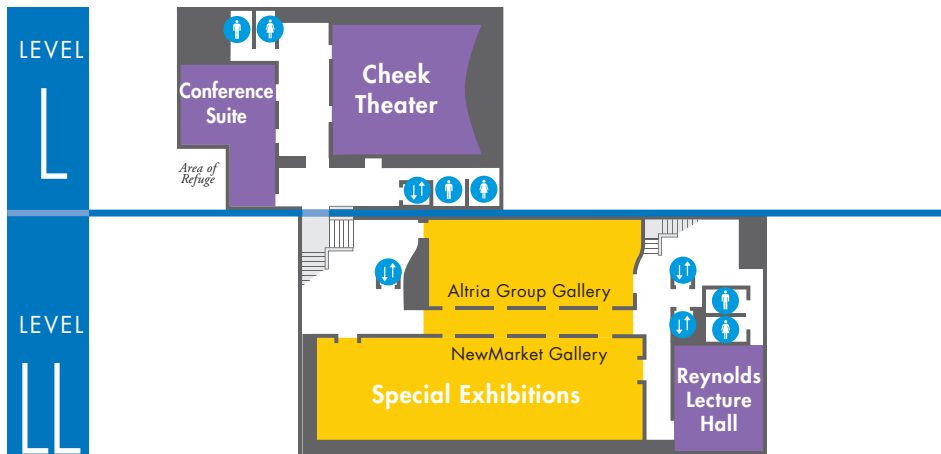 LEVEL
L
Conference
Suite
Cheek
Theater
Area of
Refuge
LEVEL
LL
Altria Group Gallery
NewMarket Gallery
Special Exhibitions
Reynolds
Lecture
Hall